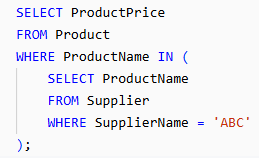 SELECT ProductPrice
FROM Product
WHERE ProductName IN (
    SELECT ProductName
    FROM Supplier
    WHERE SupplierName = 'ABC'
);